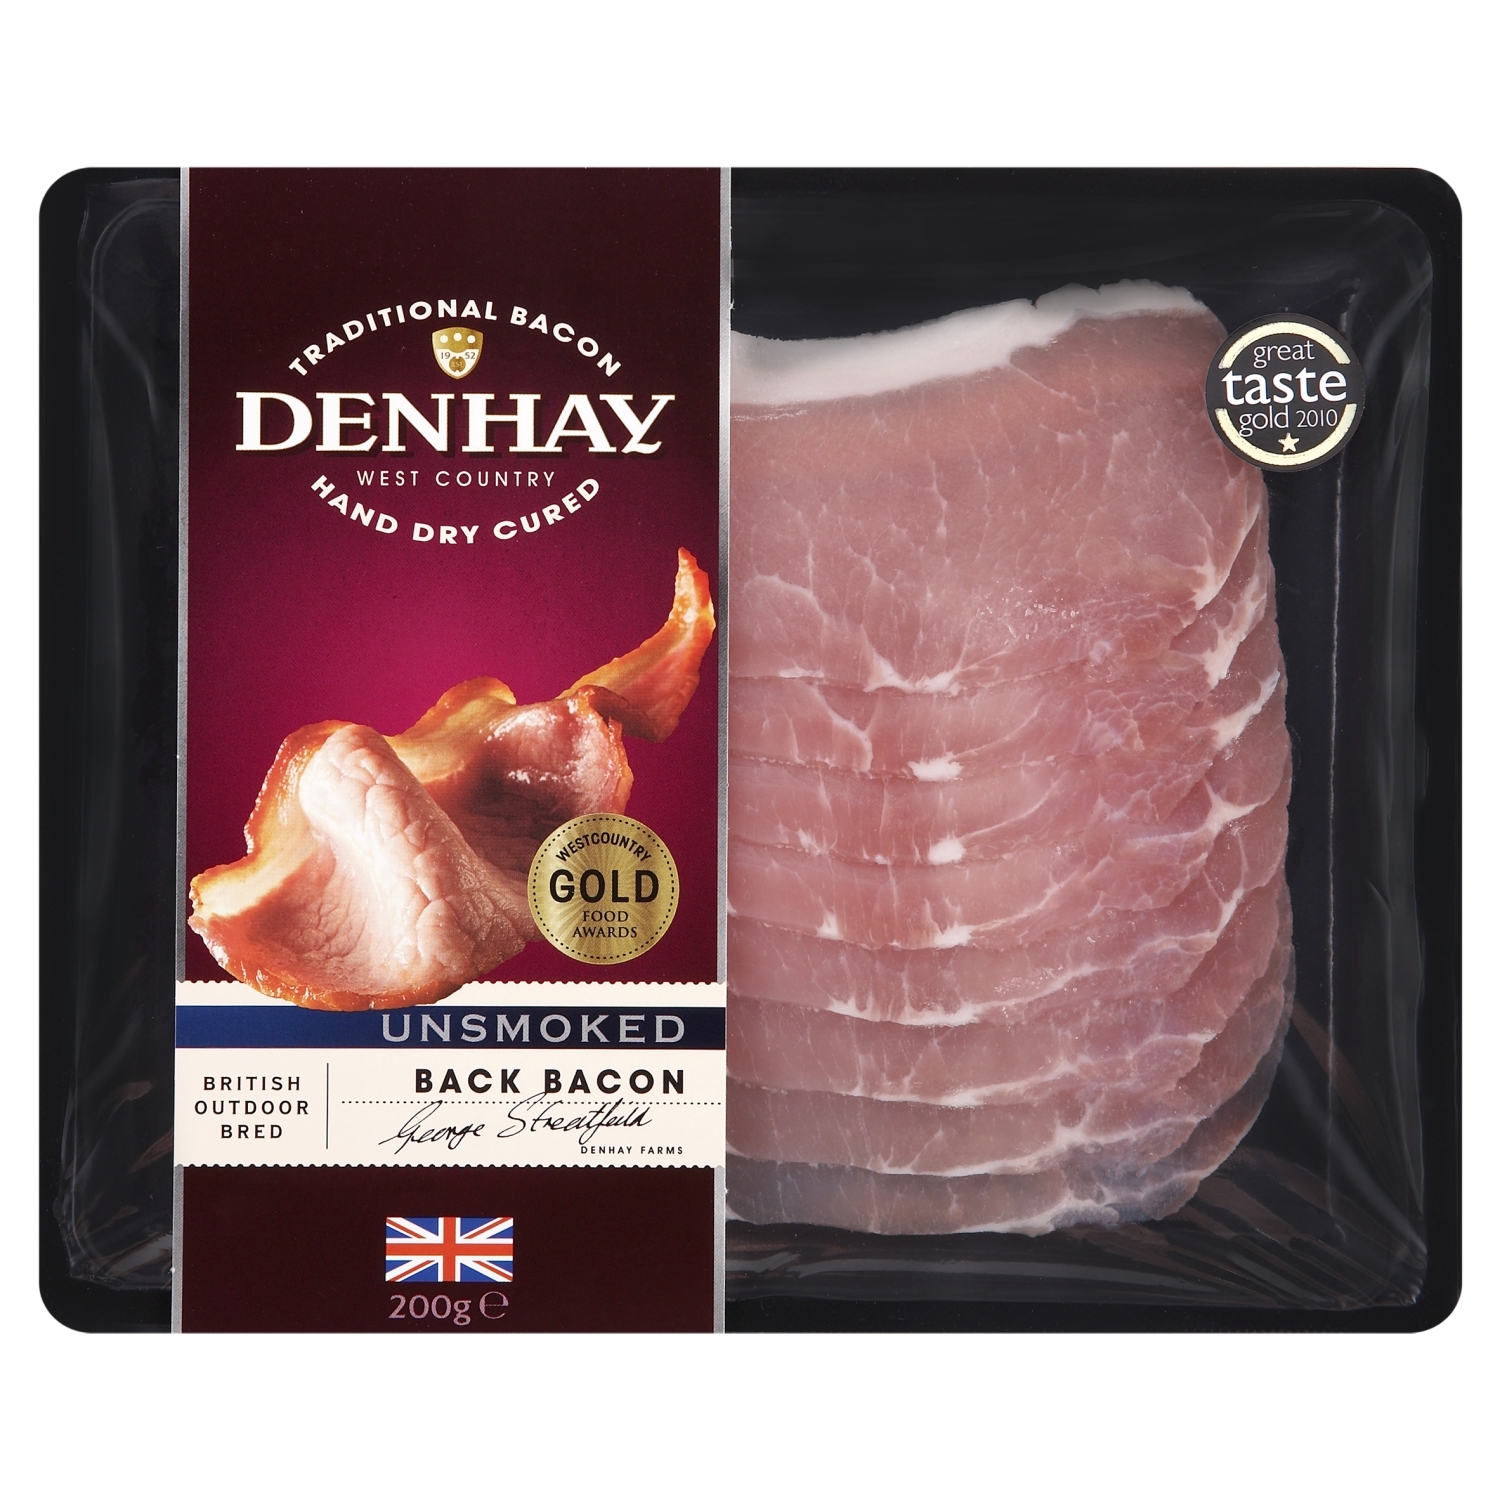 TRADITIONAL BACON
19 52
DENHAY
WEST COUNTRY
HAND DRY CURED
WESTCOUNTRY
GOLD
FOOD
AWARDS
UNSMOKED
BRITISH
OUTDOOR
BRED
BACK BACON
George Streatfeild
DENHAY FARMS
200g ℮
great
taste
gold 2010